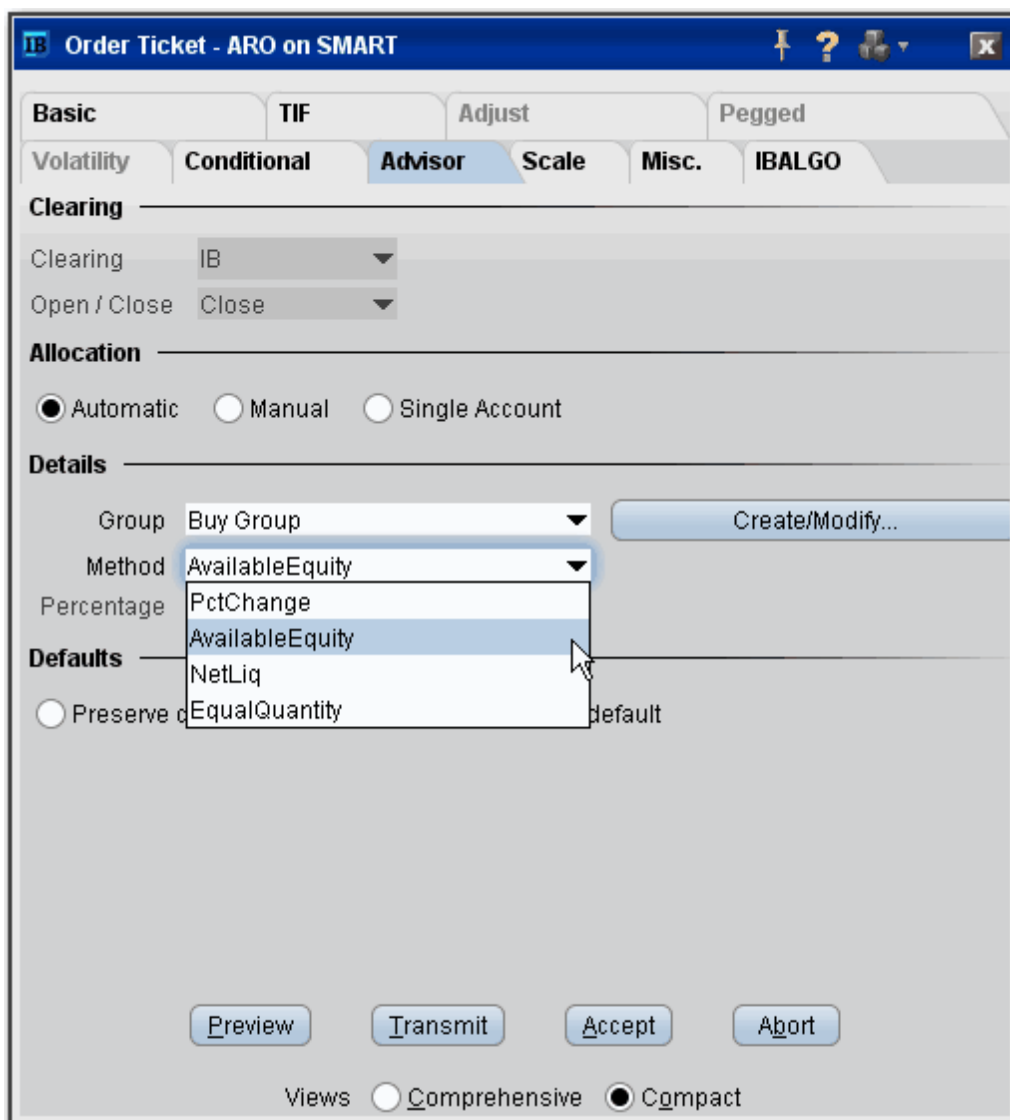 IB Order Ticket - ARO on SMART ?
Basic TIF Adjust Pegged
Volatility Conditional Advisor Scale Misc. IBALGO
Clearing
Clearing IB
Open / Close Close
Allocation
Automatic Manual Single Account
Details
Group Buy Group Create/Modify...
Method AvailableEquity
PctChange
Percentage
AvailableEquity
Defaults
NetLiq
Preserve
EqualQuantity
default
Preview Transmit Accept Abort
Views Comprehensive Compact